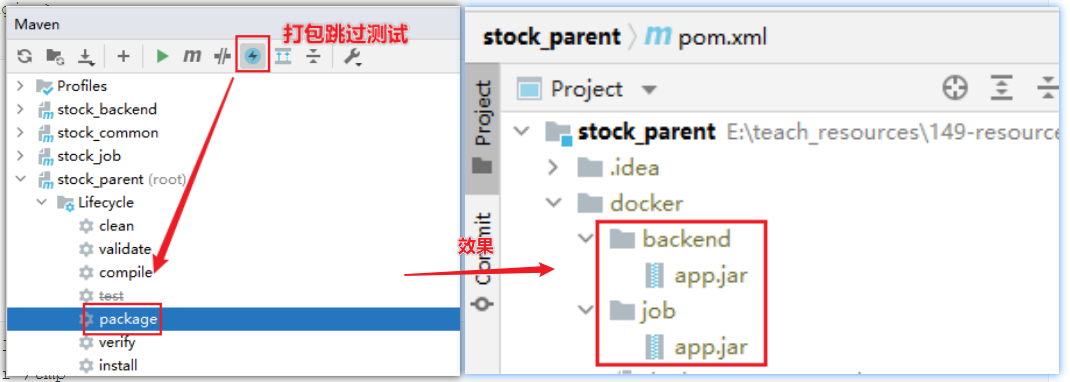 Maven
打包跳过测试
Profiles
stock_backend
stock_common
stock_job
stock_parent (root)
Lifecycle
clean
validate
compile
test
package
verify
install
效果
stock_parent pom.xml
Project
Commit
Project
stock_parent E:\teach_resources\149-resource
.idea
docker
backend
app.jar
job
app.jar